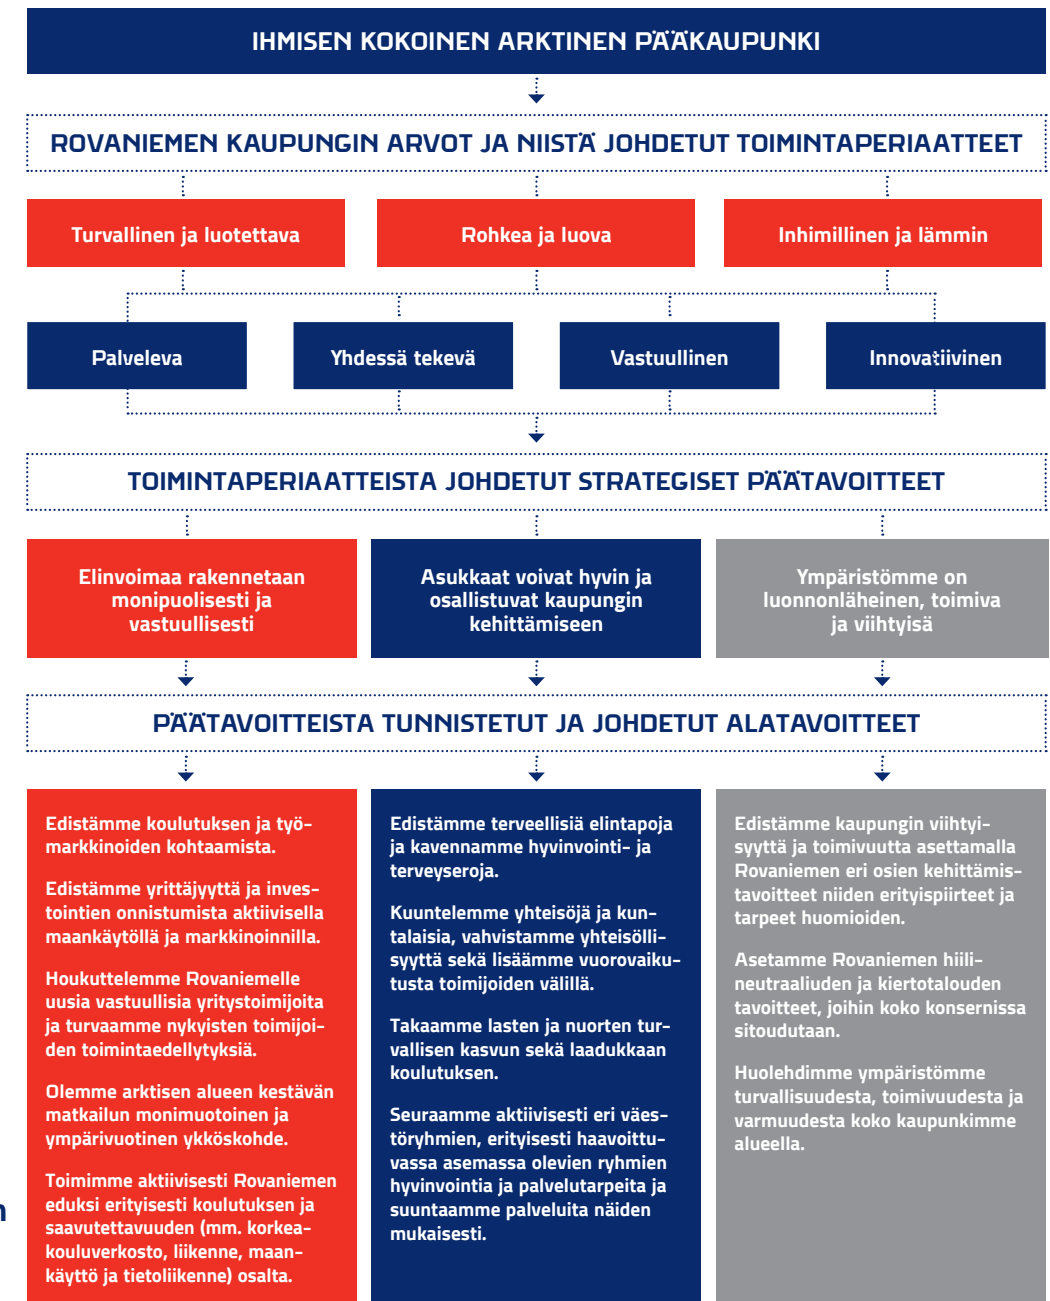 IHMISEN KOKOINEN ARKTINEN PÄÄKAUPUNKI
ROVANIEMEN KAUPUNGIN ARVOT JA NIISTÄ JOHDETUT TOIMINTAPERIAATTEET
Turvallinen ja luotettava
Rohkea ja luova
Inhimillinen ja lämmin
Palveleva
Yhdessä tekevä
Vastuullinen
Innovatiivinen
TOIMINTAPERIAATTEISTA JOHDETUT STRATEGISET PÄÄTAVOITTEET
Elinvoimaa rakennetaan
monipuolisesti ja
vastuullisesti
Asukkaat voivat hyvin ja
osallistuvat kaupungin
kehittämiseen
Ympäristömme on
luonnonläheinen, toimiva
ja viihtyisä
PÄÄTAVOITTEISTA TUNNISTETUT JA JOHDETUT ALATAVOITTEET
Edistämme koulutuksen ja työ-
markkinoiden kohtaamista.
Edistämme yrittäjyyttä ja inves-
tointien onnistumista aktiivisella
maankäytöllä ja markkinoinnilla.
Houkuttelemme Rovaniemelle
uusia vastuullisia yritystoimijoita
ja turvaamme nykyisten toimijoi-
den toimintaedellytyksiä.
Olemme arktisen alueen kestävän
matkailun monimuotoinen ja
ympärivuotinen ykköskohde.
Toimimme aktiivisesti Rovaniemen
eduksi erityisesti koulutuksen ja
saavutettavuuden (mm. korkea-
kouluverkosto, liikenne, maan-
käyttö ja tietoliikenne) osalta.
Edistämme terveellisiä elintapoja
ja kavennamme hyvinvointi- ja
terveyseroja.
Kuuntelemme yhteisöjä ja kun-
talaisia, vahvistamme yhteisölli-
syyttä sekä lisäämme vuorovaiku-
tusta toimijoiden välillä.
Takaamme lasten ja nuorten tur-
vallisen kasvun sekä laadukkaan
koulutuksen.
Seuraamme aktiivisesti eri väes-
töryhmien, erityisesti haavoittu-
vassa asemassa olevien ryhmien
hyvinvointia ja palvelutarpeita ja
suuntaamme palveluita näiden
mukaisesti.
Edistämme kaupungin viihtyi-
syyttä ja toimivuutta asettamalla
Rovaniemen eri osien kehittämis-
tavoitteet niiden erityispiirteet ja
tarpeet huomioiden.
Asetamme Rovaniemen hiili-
neutraaliuden ja kiertotalouden
tavoitteet, joihin koko konsernissa
sitoudutaan.
Huolehdimme ympäristömme
turvallisuudesta, toimivuudesta ja
varmuudesta koko kaupunkimme
alueella.